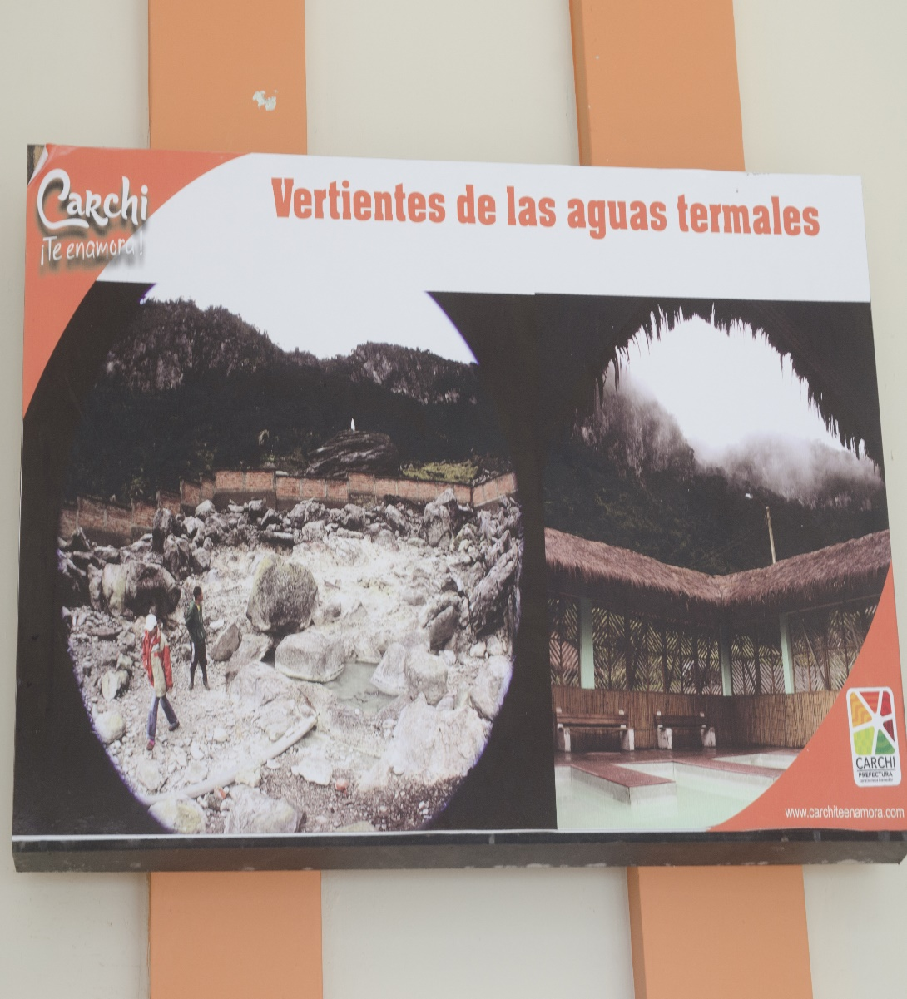 Carchi
¡Te enamora!
Vertientes de las aguas termales
CARCHI
PREFECTURA
www.carchiteenamora.com